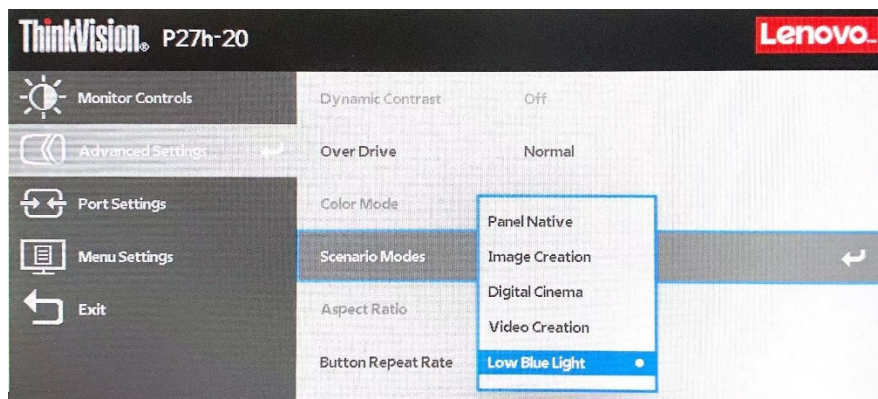 ThinkVision® P27h-20
Lenovo™
Monitor Controls
Advanced Settings
Port Settings
Menu Settings
Exit
Dynamic Contrast Off
Over Drive Normal
Color Mode
Scenario Modes
Aspect Ratio
Button Repeat Rate
Panel Native
Image Creation
Digital Cinema
Video Creation
Low Blue Light